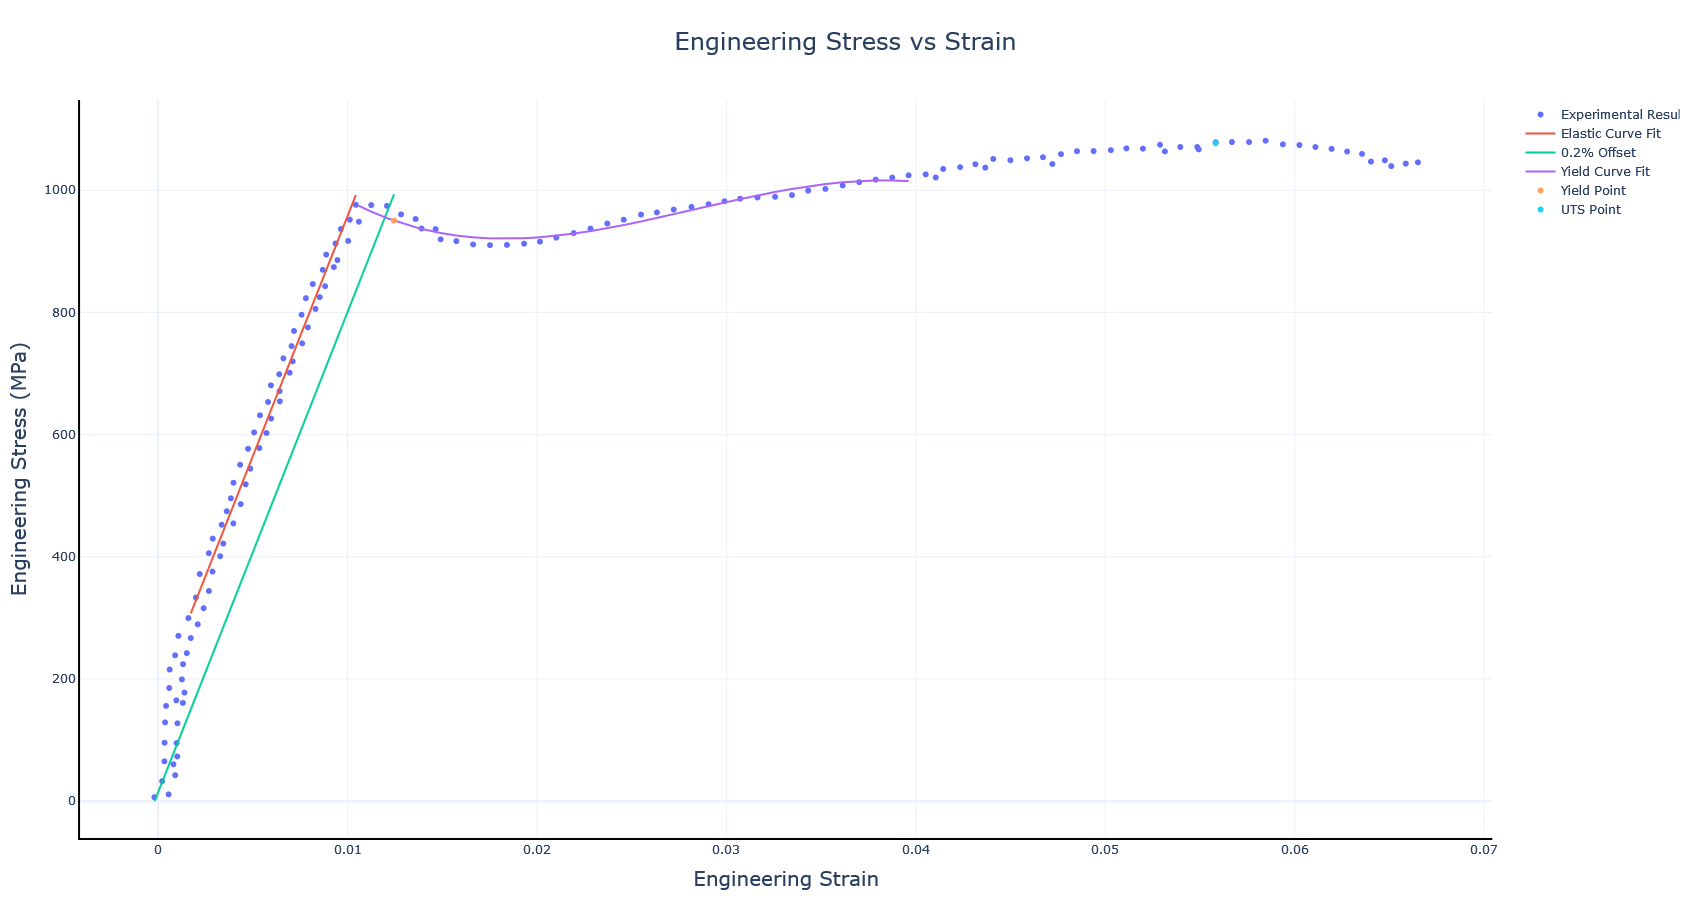 Engineering Stress vs Strain
Experimental Resul
Elastic Curve Fit
0.2% Offset
Yield Curve Fit
Yield Point
UTS Point
Engineering Stress (MPa)
1000
800
600
400
200
0
0 0.01 0.02 0.03 0.04 0.05 0.06 0.07
Engineering Strain